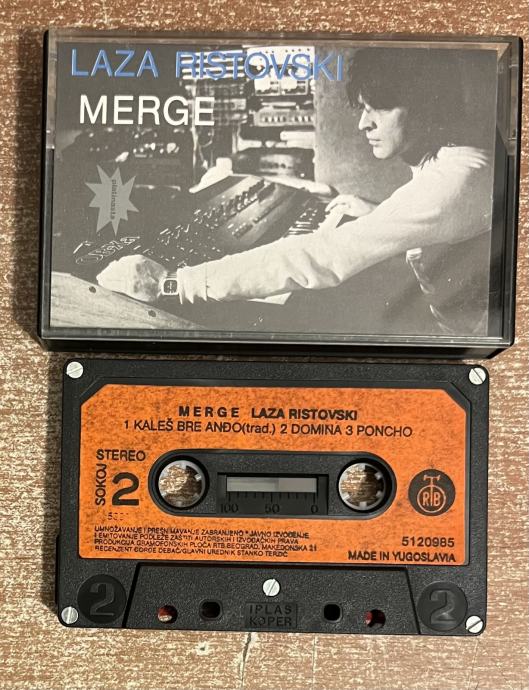 LAZA RISTOVSKI
MERGE
platinasta
MERGE LAZA RISTOVSKI
1 KALEŠ BRE ANĐO(trad.) 2 DOMINA 3 PONCHO
SOKOJ
STEREO
2
100 50 0
RTB
UMNOŽAVANJE I PRESNIMAVANJE ZABRANJENO * JAVNO IZVOĐENJE
I EMITOVANJE PODLEŽE ZAŠTITI AUTORSKIH I IZVOĐAČKIH PRAVA
PRODUKCIJA GRAMOFONSKIH PLOČA RTB-BEOGRAD, MAKEDONSKA 21
RECENZENT ĐORĐE DEBAČ/GLAVNI UREDNIK STANKO TERZIĆ
5120985
MADE IN YUGOSLAVIA
2
IPLAS
KOPER
2